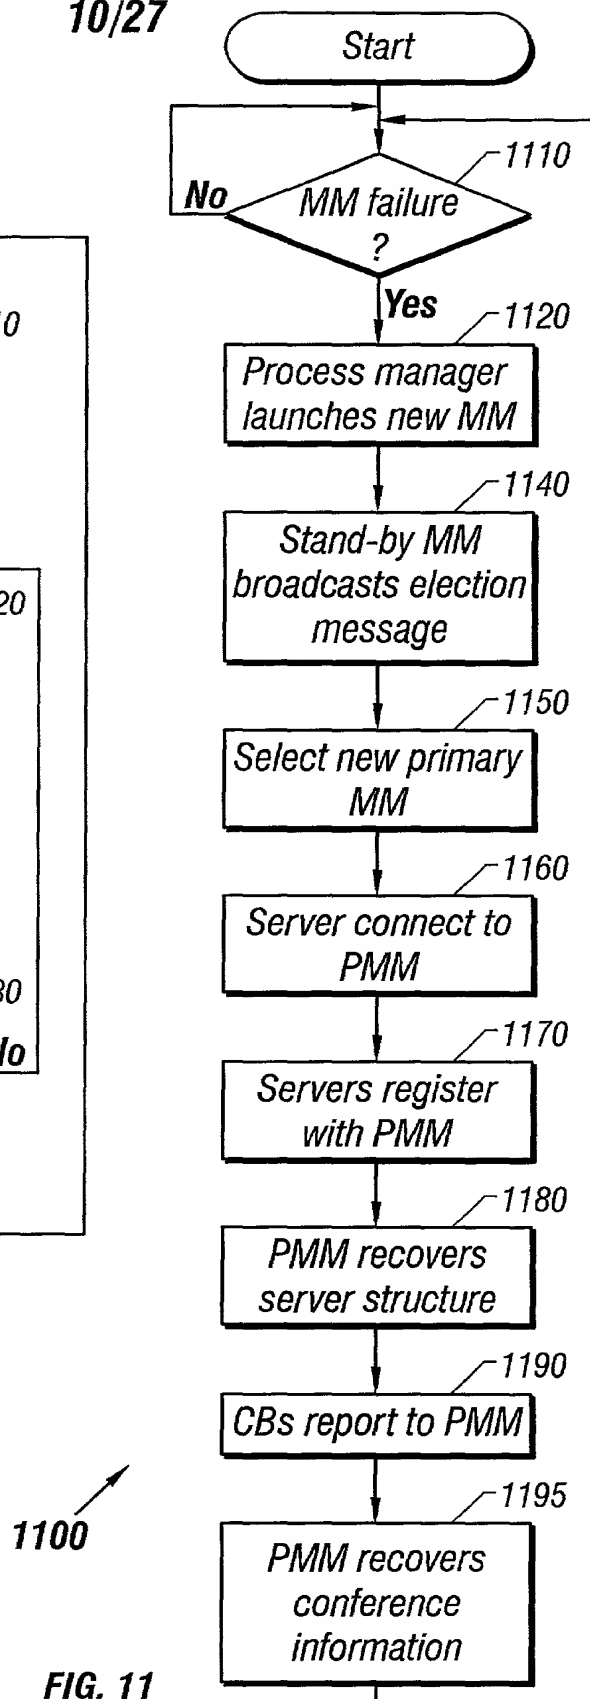 10/27
Start
1110
MM failure
?
No
Yes
1120
Process manager
launches new MM
1140
Stand-by MM
broadcasts election
message
20
1150
Select new primary
MM
1160
Server connect to
PMM
1170
Servers register
with PMM
1180
PMM recovers
server structure
1190
CBs report to PMM
1195
PMM recovers
conference
information
1100
FIG. 11